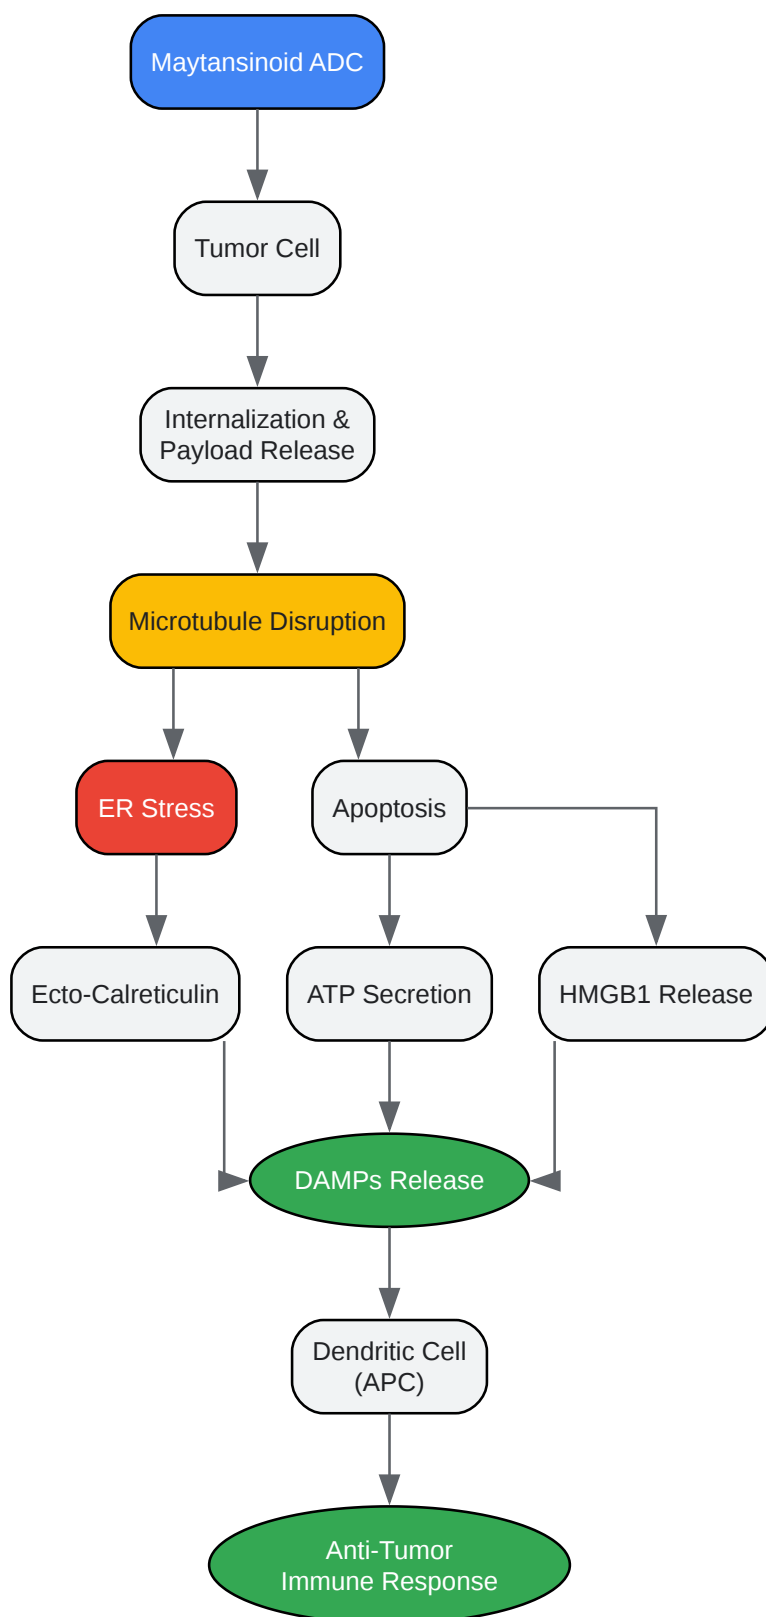 Maytansinoid ADC
Tumor Cell
Internalization &
Payload Release
Microtubule Disruption
ER Stress
Apoptosis
Ecto-Calreticulin
ATP Secretion
HMGB1 Release
DAMPs Release
Dendritic Cell
(APC)
Anti-Tumor
Immune Response